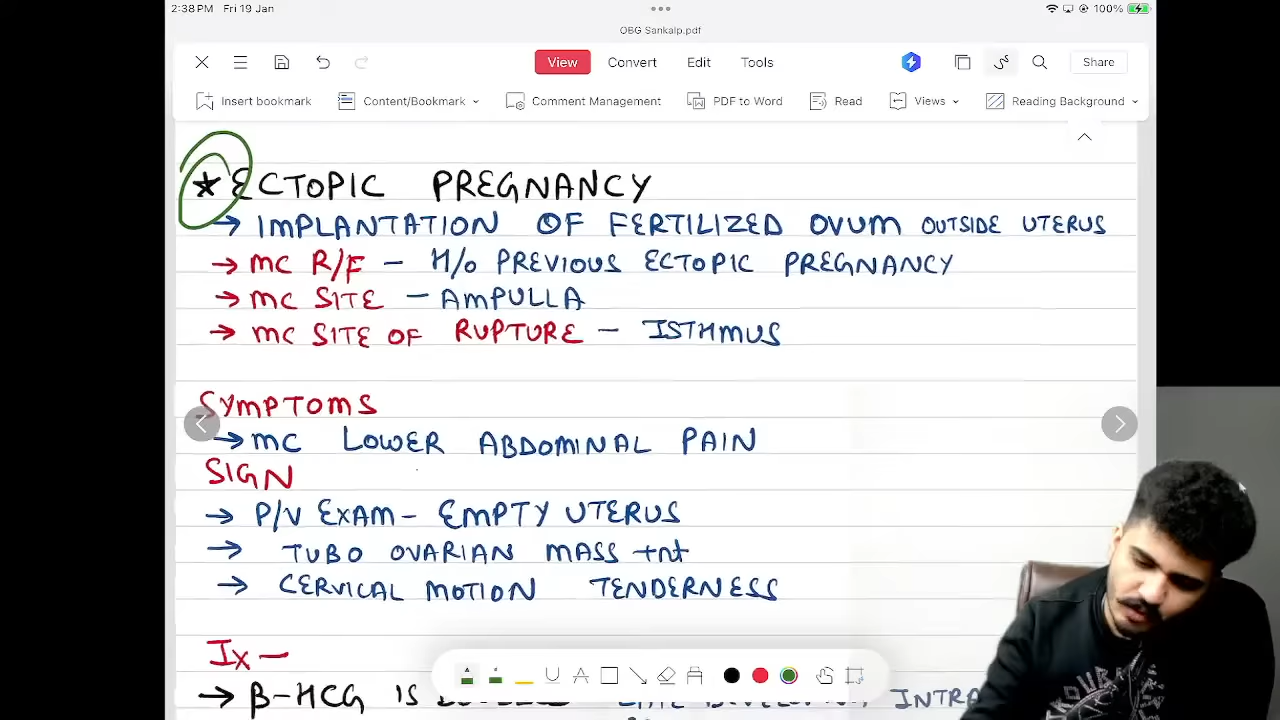 2:38 PM Fri 19 Jan
100%
OBG Sankalp.pdf
View Convert Edit Tools
Share
Insert bookmark Content/Bookmark Comment Management PDF to Word Read Views Reading Background
★ ECTOPIC PREGNANCY
→ IMPLANTATION OF FERTILIZED OVUM OUTSIDE UTERUS
→ MC R/F - H/O PREVIOUS ECTOPIC PREGNANCY
→ MC SITE - AMPULLA
→ MC SITE OF RUPTURE - ISTHMUS
SYMPTOMS
→ MC LOWER ABDOMINAL PAIN
SIGN
→ P/V EXAM - EMPTY UTERUS
→ TUBO OVARIAN MASS +nt
→ CERVICAL MOTION TENDERNESS
Ix -
→ β-HCG IS